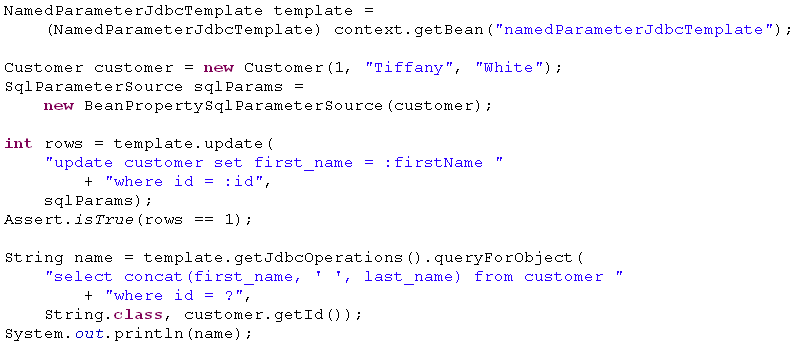 NamedParameterJdbcTemplate template =
    (NamedParameterJdbcTemplate) context.getBean("namedParameterJdbcTemplate");

Customer customer = new Customer(1, "Tiffany", "White");
SqlParameterSource sqlParams =
    new BeanPropertySqlParameterSource(customer);

int rows = template.update(
    "update customer set first_name = :firstName "
        + "where id = :id",
    sqlParams);
Assert.isTrue(rows == 1);

String name = template.getJdbcOperations().queryForObject(
    "select concat(first_name, ' ', last_name) from customer "
        + "where id = ?",
    String.class, customer.getId());
System.out.println(name);